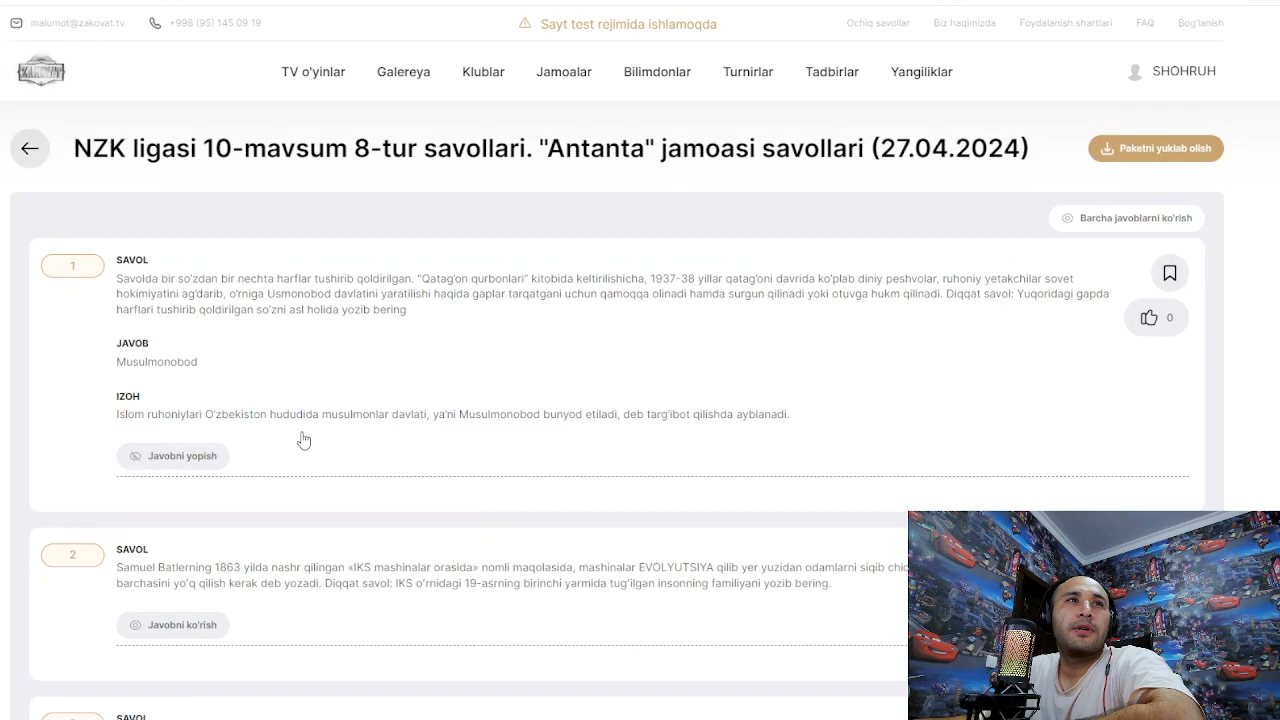 malumot@zakovat.tv
+998 (95) 145 09 19
Sayt test rejimida ishlamoqda
Ochiq savollar
Biz haqimizda
Foydalanish shartlari
FAQ
Bog'lanish
ZAKOVAT
TV o'yinlar
Galereya
Klublar
Jamoalar
Bilimdonlar
Turnirlar
Tadbirlar
Yangiliklar
SHOHRUH
NZK ligasi 10-mavsum 8-tur savollari. "Antanta" jamoasi savollari (27.04.2024)
Paketni yuklab olish
Barcha javoblarni ko'rish
1
SAVOL
Savolda bir so'zdan bir nechta harflar tushirib qoldirilgan. "Qatag'on qurbonlari" kitobida keltirilishicha, 1937-38 yillar qatag'oni davrida ko'plab diniy peshvolar, ruhoniy yetakchilar sovet
hokimiyatini ag'darib, o'rniga Usmonobod davlatini yaratilishi haqida gaplar tarqatgani uchun qamoqqa olinadi hamda surgun qilinadi yoki otuvga hukm qilinadi. Diqqat savol: Yuqoridagi gapda
harflari tushirib qoldirilgan so'zni asl holida yozib bering
0
JAVOB
Musulmonobod
IZOH
Islom ruhoniylari O'zbekiston hududida musulmonlar davlati, ya'ni Musulmonobod bunyod etiladi, deb targ'ibot qilishda ayblanadi.
Javobni yopish
2
SAVOL
Samuel Batlerning 1863 yilda nashr qilingan «IKS mashinalar orasida» nomli maqolasida, mashinalar EVOLYUTSIYA qilib yer yuzidan odamlarni siqib chiq
barchasini yo'q qilish kerak deb yozadi. Diqqat savol: IKS o'rnidagi 19-asrning birinchi yarmida tug'ilgan insonning familiyani yozib bering.
Javobni ko'rish
SAVOL